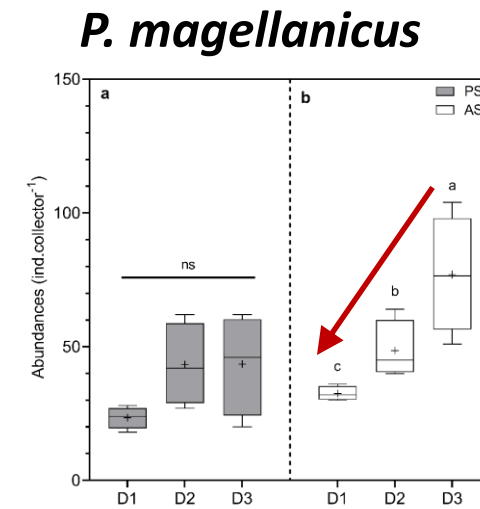 P. magellanicus
150
100
50
0
Abundances (ind.collector-1)
a
ns
b
PS
AS
a
b
c
D1 D2 D3 D1 D2 D3